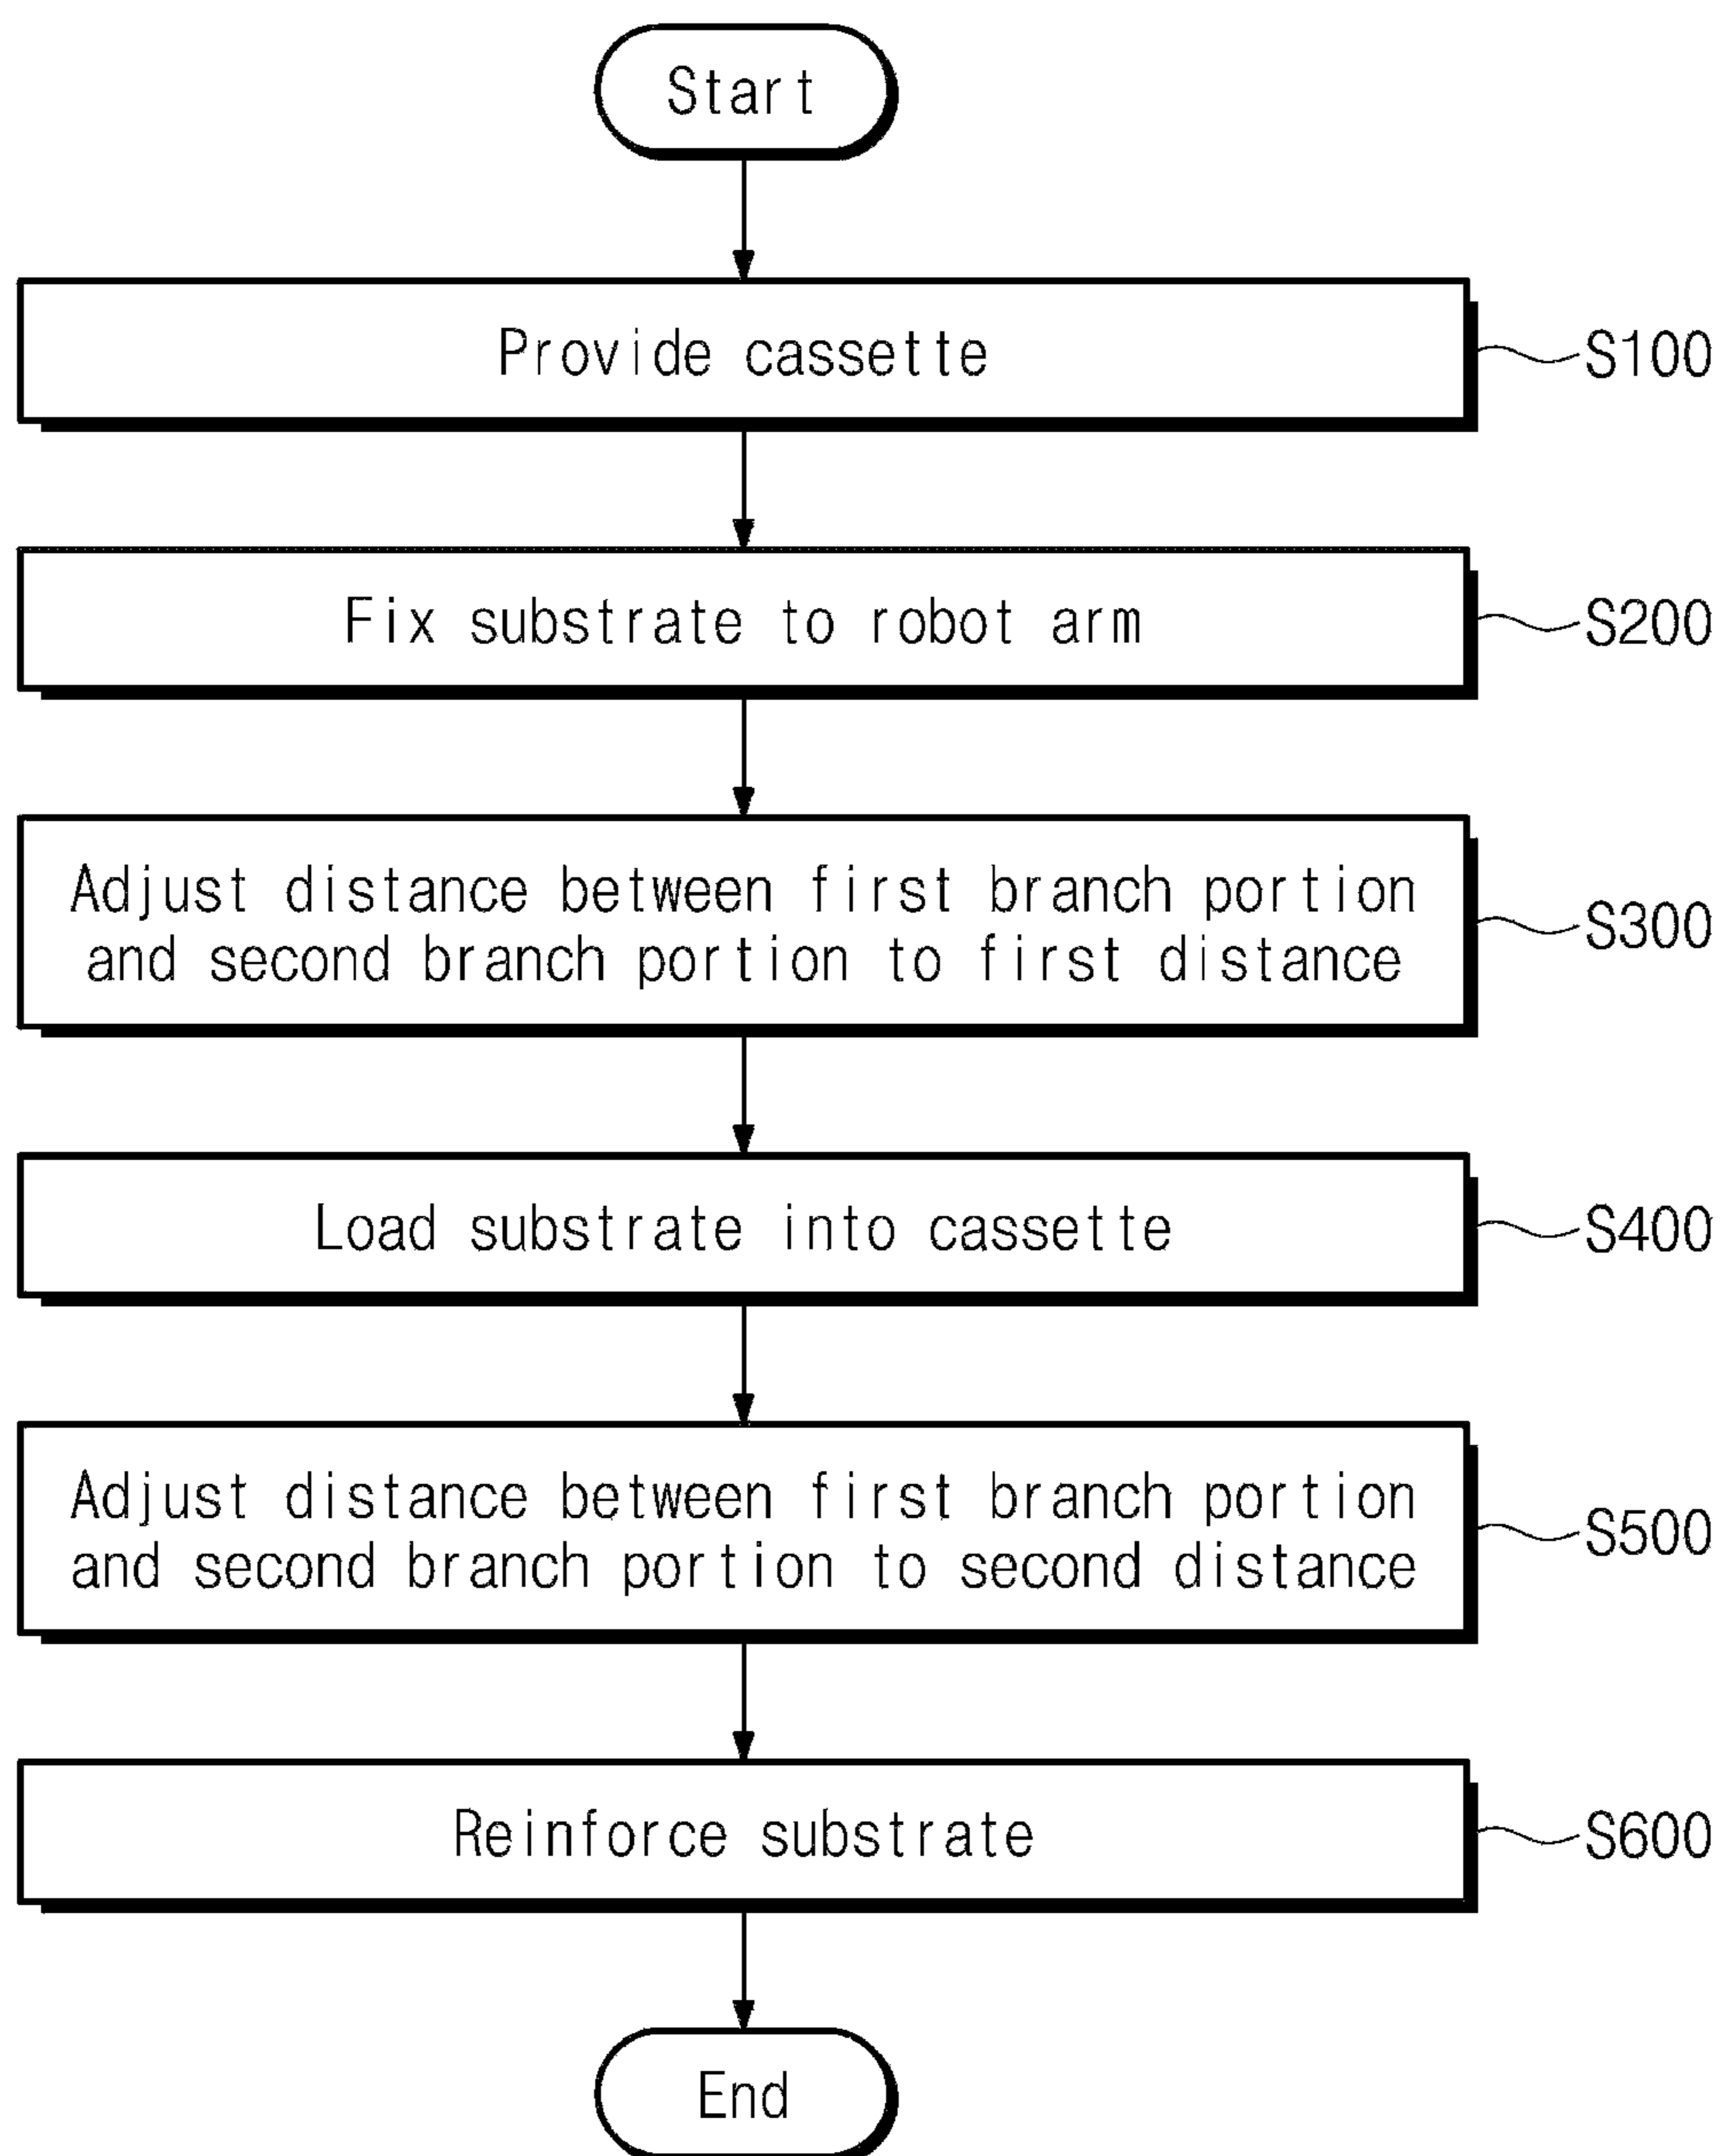 Start
Provide cassette
S100
Fix substrate to robot arm
S200
Adjust distance between first branch portion
and second branch portion to first distance
S300
Load substrate into cassette
S400
Adjust distance between first branch portion
and second branch portion to second distance
S500
Reinforce substrate
S600
End